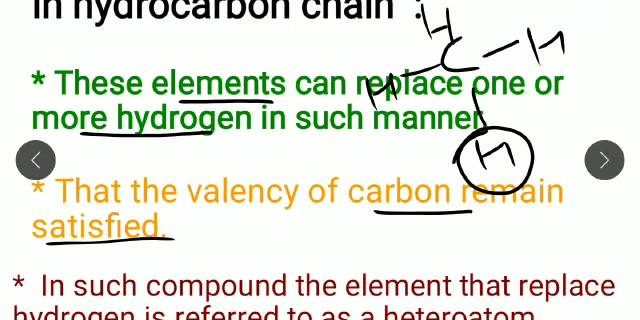 in hydrocarbon chain :
H
C - H
H
* These elements can replace one or
more hydrogen in such manner
H
* That the valency of carbon remain
satisfied.
* In such compound the element that replace
hydrogen is referred to as a heteroatom